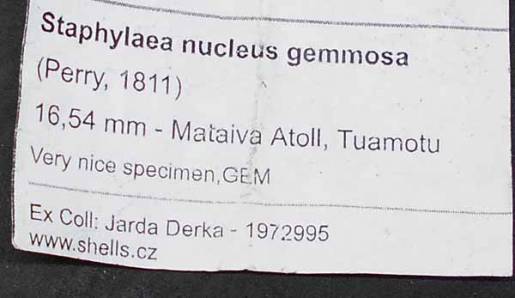 Staphylaea nucleus gemmosa
(Perry, 1811)
16,54 mm - Mataiva Atoll, Tuamotu
Very nice specimen,GEM
Ex Coll: Jarda Derka - 1972995
www.shells.cz